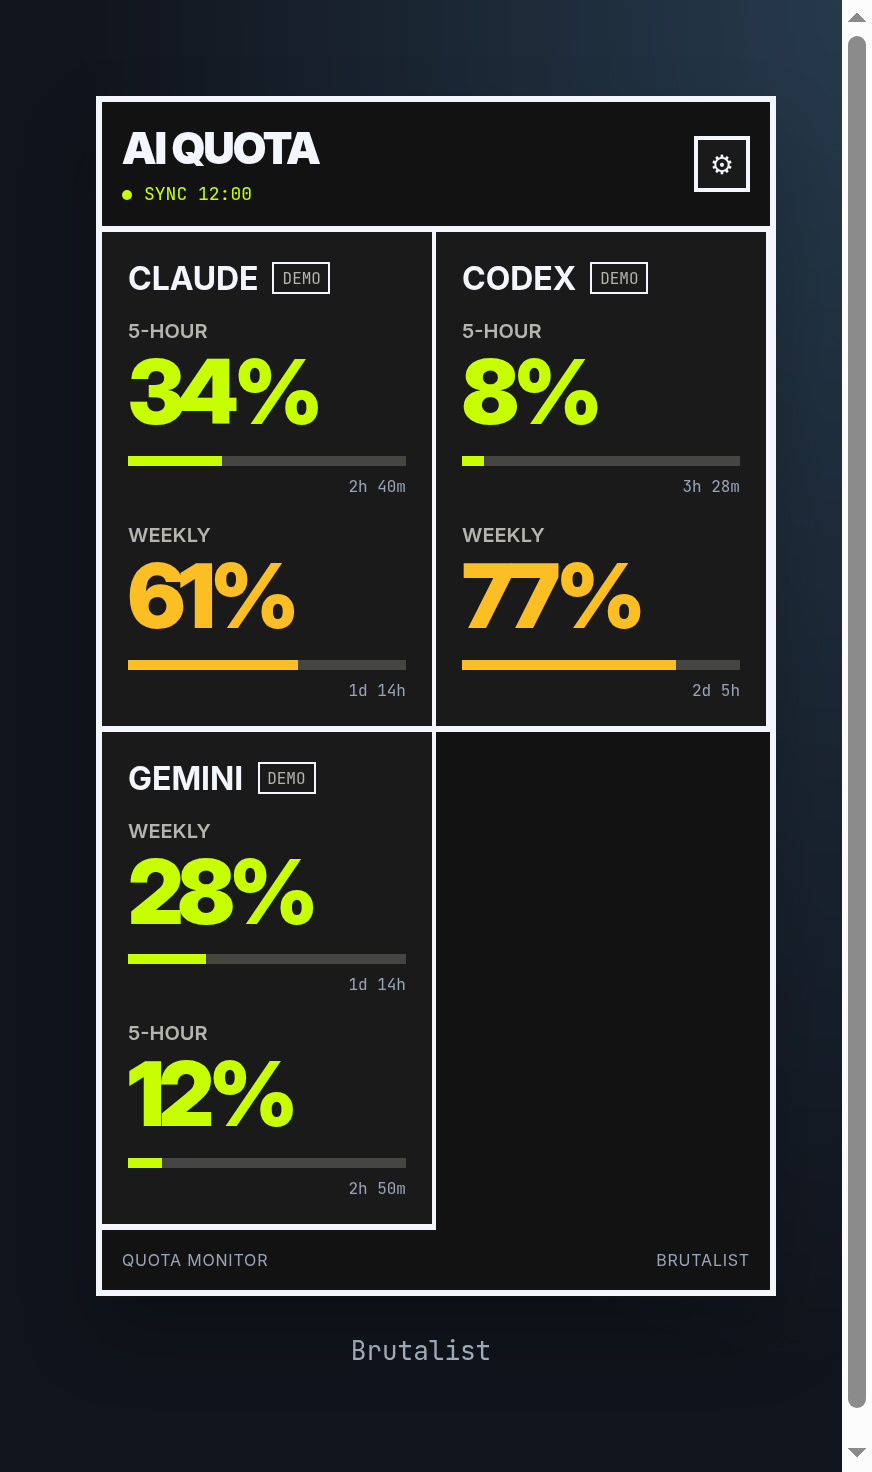 AI QUOTA
SYNC 12:00
CLAUDE DEMO
5-HOUR
34%
2h 40m
WEEKLY
61%
1d 14h
CODEX DEMO
5-HOUR
8%
3h 28m
WEEKLY
77%
2d 5h
GEMINI DEMO
WEEKLY
28%
1d 14h
5-HOUR
12%
2h 50m
QUOTA MONITOR
BRUTALIST
Brutalist